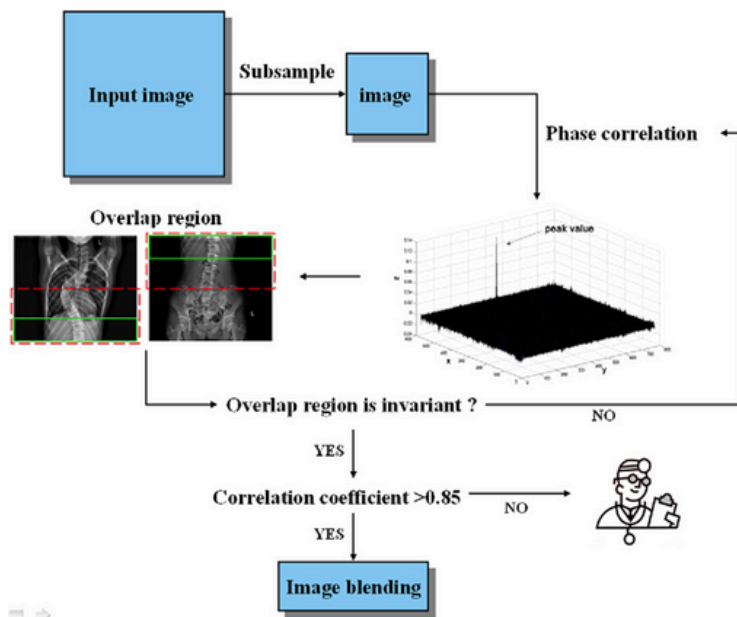 Input image
Subsample
image
Phase correlation
Overlap region
peak value
L
L
z
x
y
Overlap region is invariant ?
NO
YES
Correlation coefficient >0.85
NO
YES
Image blending